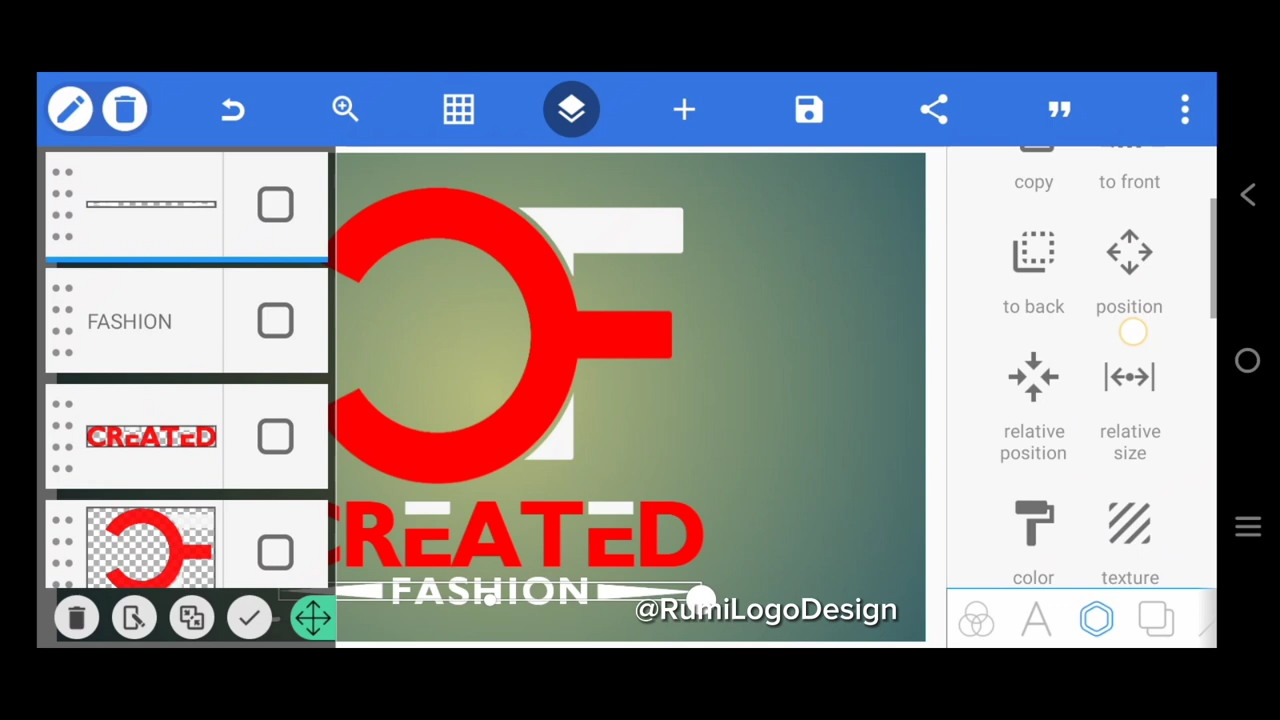 copy
to front
to back
position
FASHION
relative
position
relative
size
CREATED
CREATED
FASHION
color
texture
@RumiLogoDesign